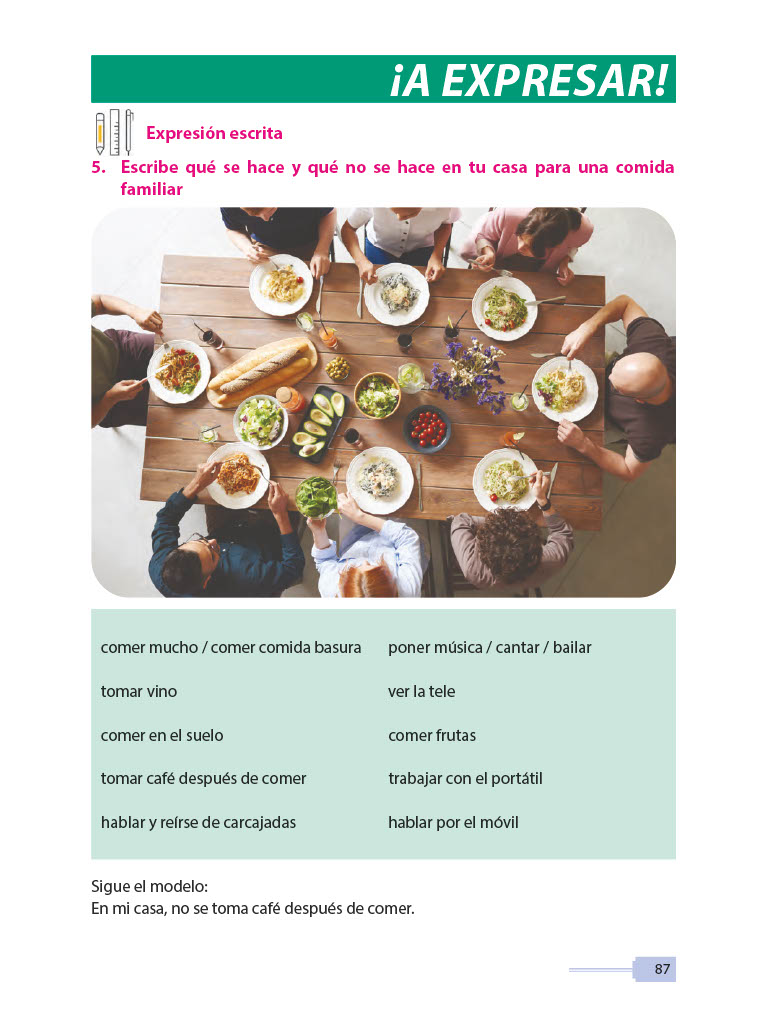 ¡A EXPRESAR!
Expresión escrita
5. Escribe qué se hace y qué no se hace en tu casa para una comida
familiar
comer mucho / comer comida basura
poner música / cantar / bailar
tomar vino
ver la tele
comer en el suelo
comer frutas
tomar café después de comer
trabajar con el portátil
hablar y reírse de carcajadas
hablar por el móvil
Sigue el modelo:
En mi casa, no se toma café después de comer.
87